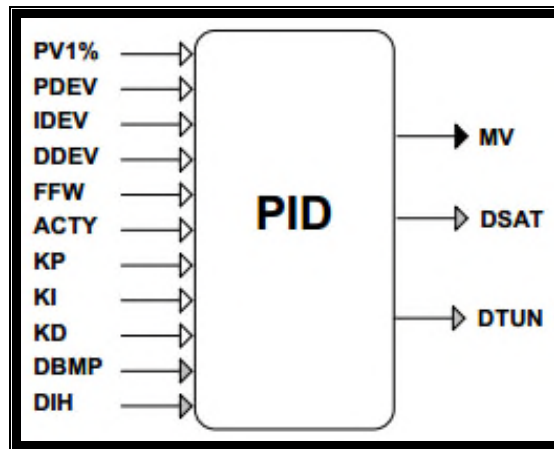 PV1%
PDEV
IDEV
DDEV
FFW
ACTY
KP
KI
KD
DBMP
DIH
PID
MV
DSAT
DTUN